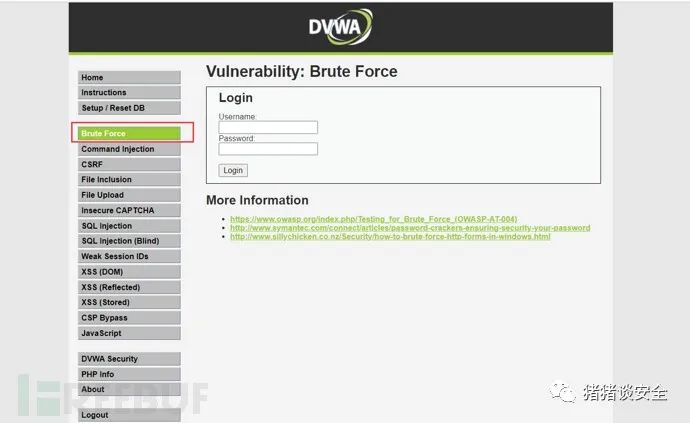 DVWA
Home
Instructions
Setup / Reset DB
Brute Force
Command Injection
CSRF
File Inclusion
File Upload
Insecure CAPTCHA
SQL Injection
SQL Injection (Blind)
Weak Session IDs
XSS (DOM)
XSS (Reflected)
XSS (Stored)
CSP Bypass
JavaScript
DVWA Security
PHP Info
About
Logout
Vulnerability: Brute Force
Login
Username:
Password:
Login
More Information
https://www.owasp.org/index.php/Testing_for_Brute_Force_(OWASP-AT-004)
http://www.symantec.com/connect/articles/password-crackers-ensuring-security-your-password
http://www.sillychicken.co.nz/Security/how-to-brute-force-http-forms-in-windows.html
FREEBUF
猪猪谈安全